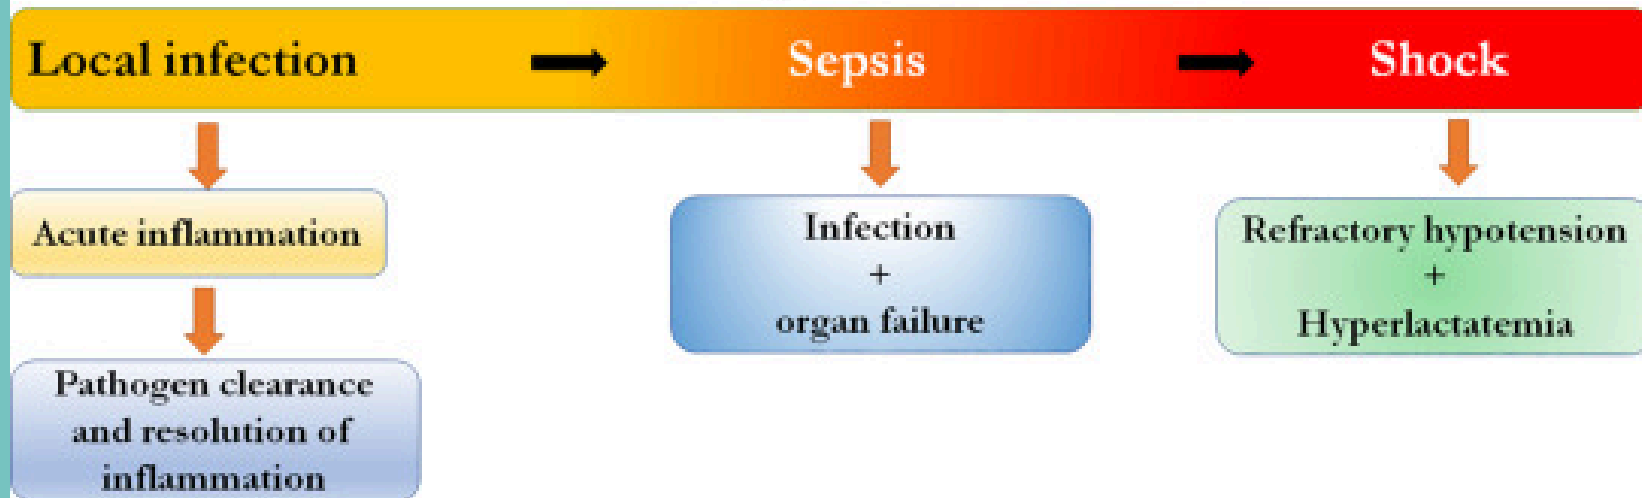 Local infection
Sepsis
Shock
Acute inflammation
Pathogen clearance
and resolution of
inflammation
Infection
+
organ failure
Refractory hypotension
+
Hyperlactatemia